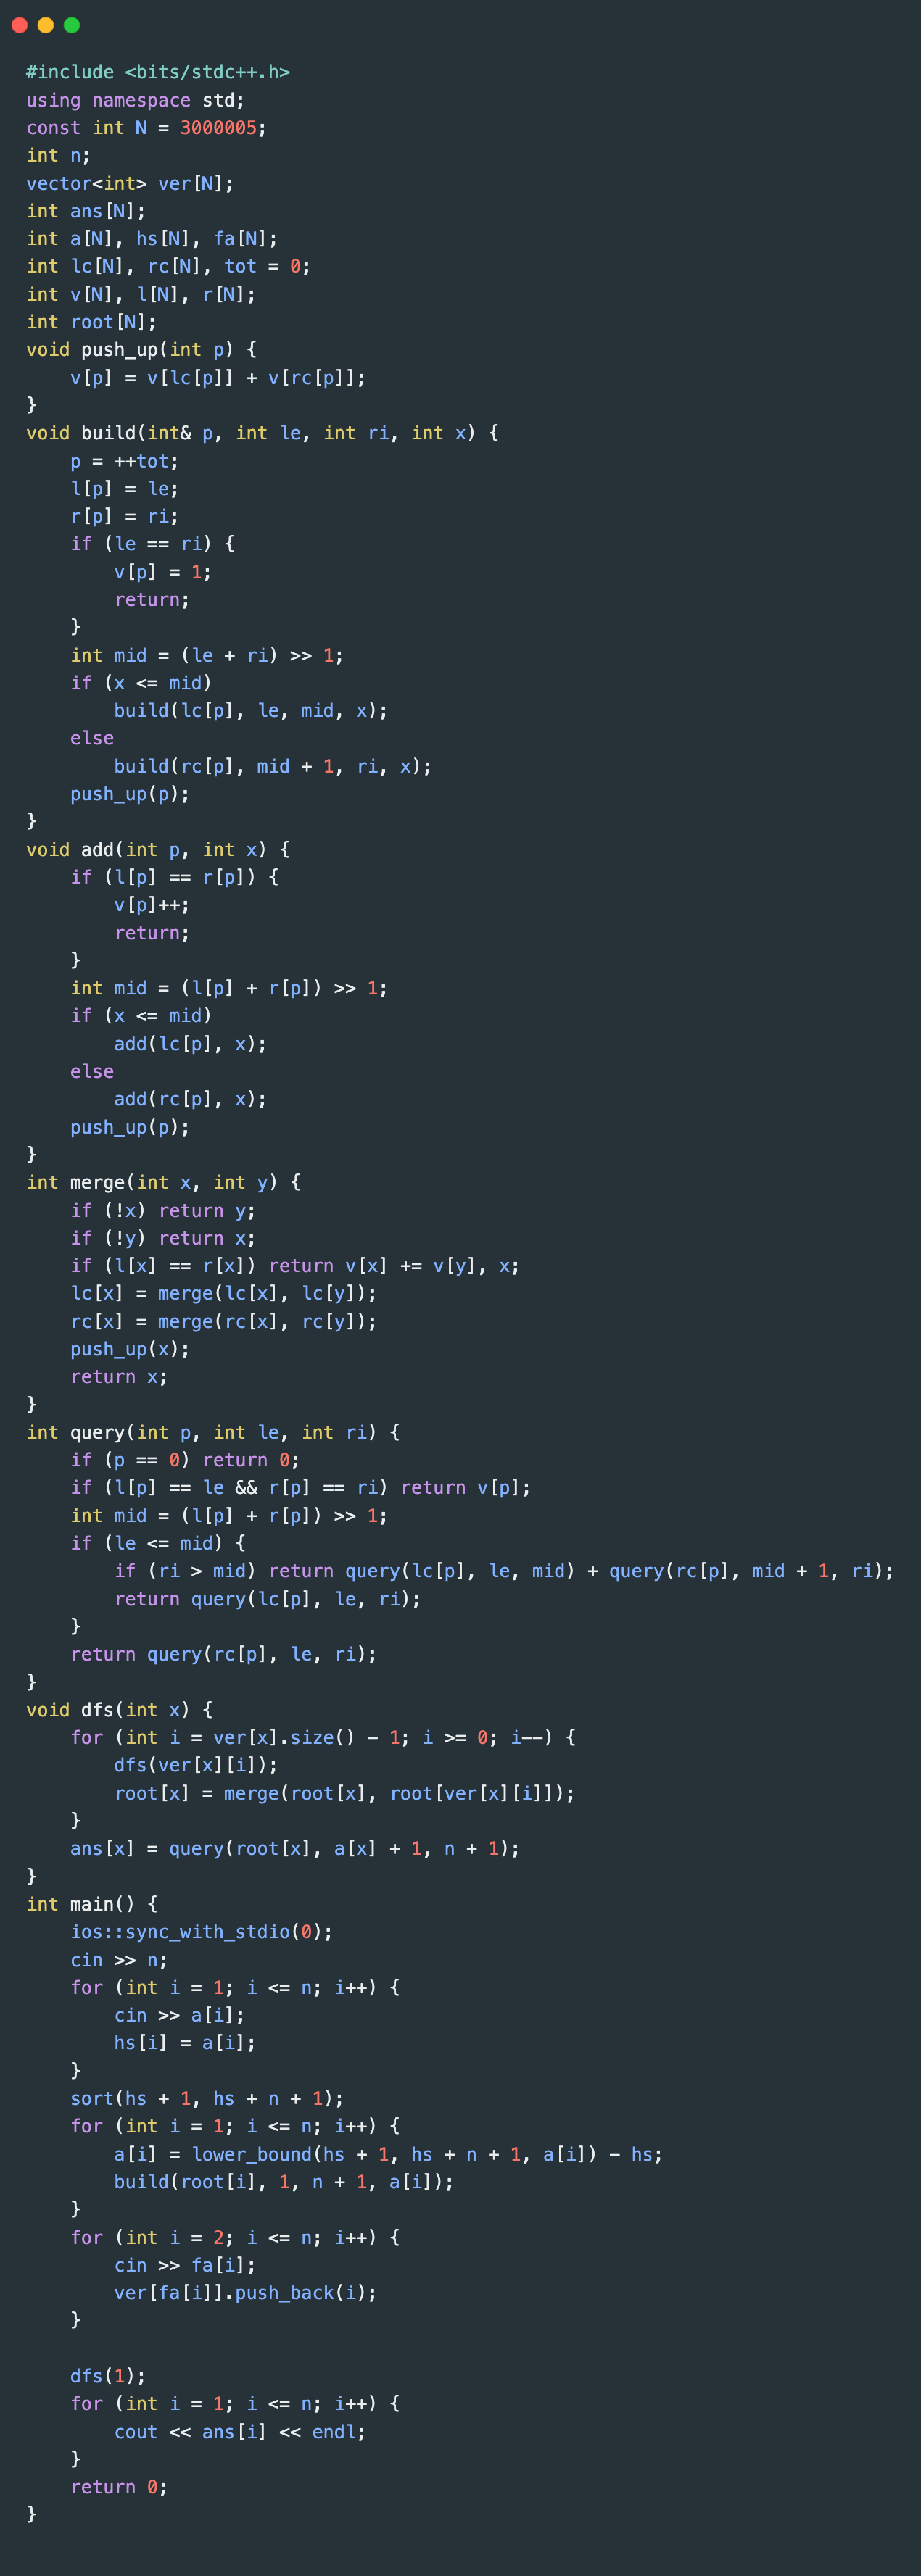 #include <bits/stdc++.h>
using namespace std;
const int N = 3000005;
int n;
vector<int> ver[N];
int ans[N];
int a[N], hs[N], fa[N];
int lc[N], rc[N], tot = 0;
int v[N], l[N], r[N];
int root[N];
void push_up(int p) {
    v[p] = v[lc[p]] + v[rc[p]];
}
void build(int& p, int le, int ri, int x) {
    p = ++tot;
    l[p] = le;
    r[p] = ri;
    if (le == ri) {
        v[p] = 1;
        return;
    }
    int mid = (le + ri) >> 1;
    if (x <= mid)
        build(lc[p], le, mid, x);
    else
        build(rc[p], mid + 1, ri, x);
    push_up(p);
}
void add(int p, int x) {
    if (l[p] == r[p]) {
        v[p]++;
        return;
    }
    int mid = (l[p] + r[p]) >> 1;
    if (x <= mid)
        add(lc[p], x);
    else
        add(rc[p], x);
    push_up(p);
}
int merge(int x, int y) {
    if (!x) return y;
    if (!y) return x;
    if (l[x] == r[x]) return v[x] += v[y], x;
    lc[x] = merge(lc[x], lc[y]);
    rc[x] = merge(rc[x], rc[y]);
    push_up(x);
    return x;
}
int query(int p, int le, int ri) {
    if (p == 0) return 0;
    if (l[p] == le && r[p] == ri) return v[p];
    int mid = (l[p] + r[p]) >> 1;
    if (le <= mid) {
        if (ri > mid) return query(lc[p], le, mid) + query(rc[p], mid + 1, ri);
        return query(lc[p], le, ri);
    }
    return query(rc[p], le, ri);
}
void dfs(int x) {
    for (int i = ver[x].size() - 1; i >= 0; i--) {
        dfs(ver[x][i]);
        root[x] = merge(root[x], root[ver[x][i]]);
    }
    ans[x] = query(root[x], a[x] + 1, n + 1);
}
int main() {
    ios::sync_with_stdio(0);
    cin >> n;
    for (int i = 1; i <= n; i++) {
        cin >> a[i];
        hs[i] = a[i];
    }
    sort(hs + 1, hs + n + 1);
    for (int i = 1; i <= n; i++) {
        a[i] = lower_bound(hs + 1, hs + n + 1, a[i]) - hs;
        build(root[i], 1, n + 1, a[i]);
    }
    for (int i = 2; i <= n; i++) {
        cin >> fa[i];
        ver[fa[i]].push_back(i);
    }

    dfs(1);
    for (int i = 1; i <= n; i++) {
        cout << ans[i] << endl;
    }
    return 0;
}